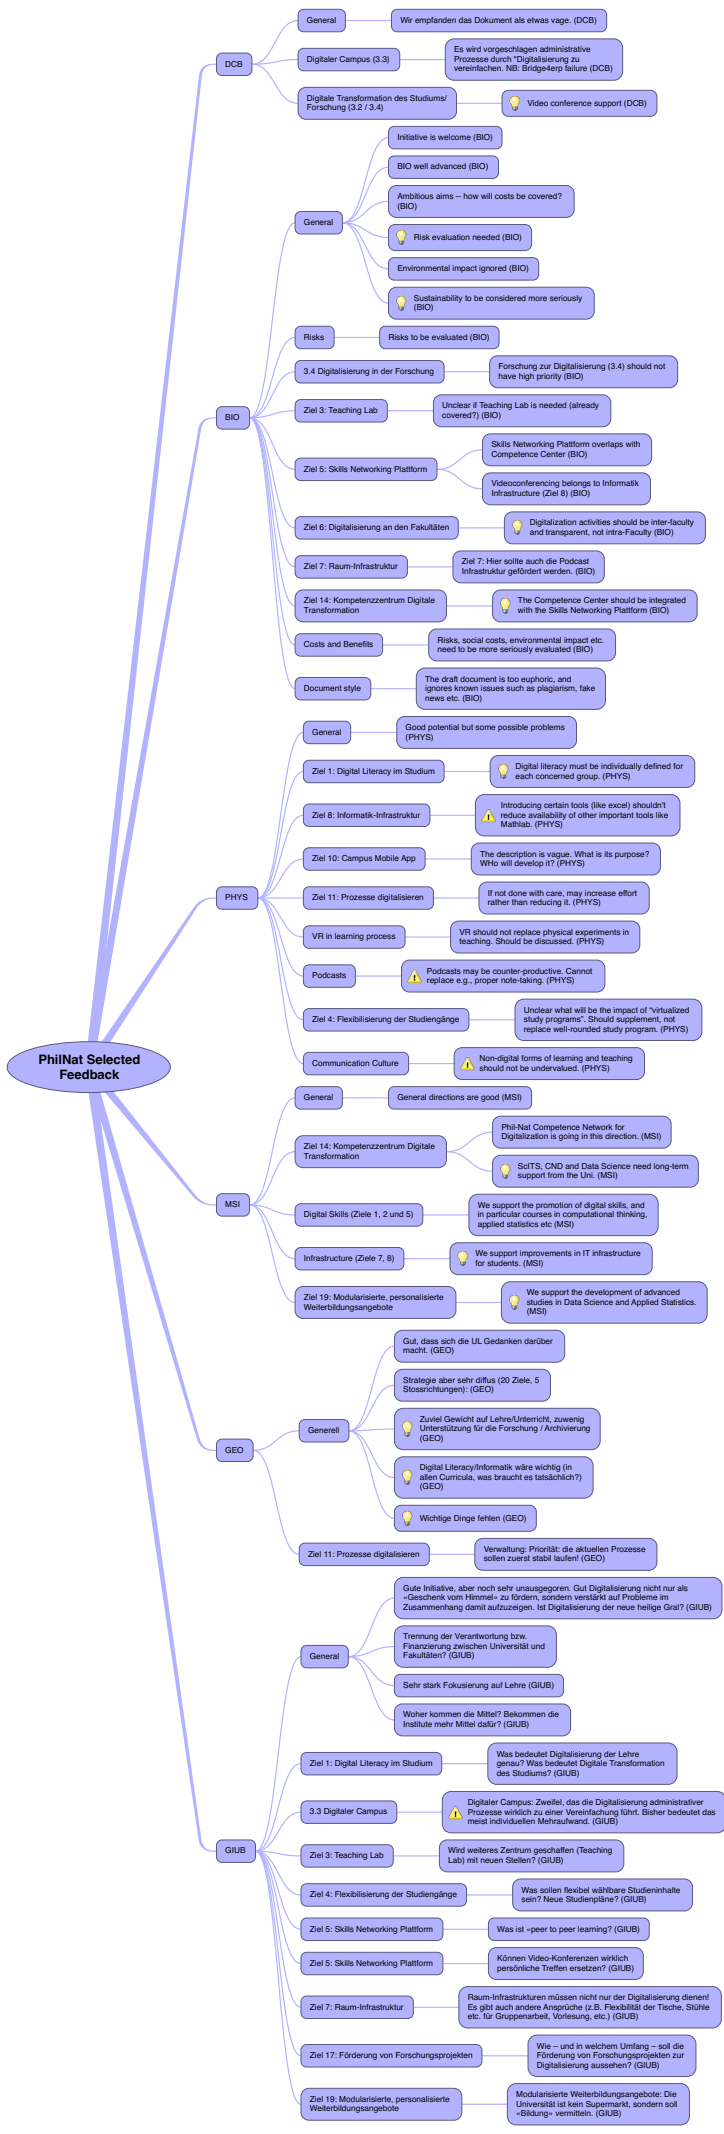 PhilNat Selected
Feedback
DCB
General
Wir empfanden das Dokument als etwas vage. (DCB)
Digitaler Campus (3.3)
Es wird vorgeschlagen administrative
Prozesse durch "Digitalisierung zu
vereinfachen. NB: Bridge4erp failure (DCB)
Digitale Transformation des Studiums/
Forschung (3.2 / 3.4)
Video conference support (DCB)
BIO
General
Initiative is welcome (BIO)
BIO well advanced (BIO)
Ambitious aims -- how will costs be covered?
(BIO)
Risk evaluation needed (BIO)
Environmental impact ignored (BIO)
Sustainability to be considered more seriously
(BIO)
Risks
Risks to be evaluated (BIO)
3.4 Digitalisierung in der Forschung
Forschung zur Digitalisierung (3.4) should not
have high priority (BIO)
Ziel 3: Teaching Lab
Unclear if Teaching Lab is needed (already
covered?) (BIO)
Ziel 5: Skills Networking Plattform
Skills Networking Platform overlaps with
Competence Center (BIO)
Videoconferencing belongs to Informatik
Infrastructure (Ziel 8) (BIO)
Ziel 6: Digitalisierung an den Fakultäten
Digitalization activities should be inter-faculty
and transparent, not intra-Faculty (BIO)
Ziel 7: Raum-Infrastruktur
Ziel 7: Hier sollte auch die Podcast
Infrastruktur gefördert werden. (BIO)
Ziel 14: Kompetenzzentrum Digitale
Transformation
The Competence Center should be integrated
with the Skills Networking Plattform (BIO)
Costs and Benefits
Risks, social costs, environmental impact etc.
need to be more seriously evaluated (BIO)
Document style
The draft document is too euphoric, and
ignores known issues such as plagiarism, fake
news etc. (BIO)
PHYS
General
Good potential but some possible problems
(PHYS)
Ziel 1: Digital Literacy im Studium
Digital literacy must be individually defined for
each concerned group. (PHYS)
Ziel 8: Informatik-Infrastruktur
Introducing certain tools (like excel) shouldn't
reduce availability of other important tools like
Mathlab. (PHYS)
Ziel 10: Campus Mobile App
The description is vague. What is its purpose?
WHo will develop it? (PHYS)
Ziel 11: Prozesse digitalisieren
If not done with care, may increase effort
rather than reducing it. (PHYS)
VR in learning process
VR should not replace physical experiments in
teaching. Should be discussed. (PHYS)
Podcasts
Podcasts may be counter-productive. Cannot
replace e.g., proper note-taking. (PHYS)
Ziel 4: Flexibilisierung der Studiengänge
Unclear what will be the impact of "virtualized
study programs". Should supplement, not
replace well-rounded study program. (PHYS)
Communication Culture
Non-digital forms of learning and teaching
should not be undervalued. (PHYS)
MSI
General
General directions are good (MSI)
Ziel 14: Kompetenzzentrum Digitale
Transformation
Phil-Nat Competence Network for
Digitalization is going in this direction. (MSI)
ScITS, CND and Data Science need long-term
support from the Uni. (MSI)
Digital Skills (Ziele 1, 2 und 5)
We support the promotion of digital skills, and
in particular courses in computational thinking,
applied statistics etc (MSI)
Infrastructure (Ziele 7, 8)
We support improvements in IT infrastructure
for students. (MSI)
Ziel 19: Modularisierte, personalisierte
Weiterbildungsangebote
We support the development of advanced
studies in Data Science and Applied Statistics.
(MSI)
GEO
Generell
Gut, dass sich die UL Gedanken darüber
macht. (GEO)
Strategie aber sehr diffus (20 Ziele, 5
Stossrichtungen): (GEO)
Zuviel Gewicht auf Lehre/Unterricht, zuwenig
Unterstützung für die Forschung / Archivierung
(GEO)
Digital Literacy/Informatik wäre wichtig (in
allen Curricula, was braucht es tatsächlich?)
(GEO)
Wichtige Dinge fehlen (GEO)
Ziel 11: Prozesse digitalisieren
Verwaltung: Priorität: die aktuellen Prozesse
sollen zuerst stabil laufen! (GEO)
GIUB
General
Gute Initiative, aber noch sehr unausgegoren. Gut Digitalisierung nicht nur als
«Geschenk vom Himmel» zu fördern, sondern verstärkt auf Probleme im
Zusammenhang damit aufzuzeigen. Ist Digitalisierung der neue heilige Gral? (GIUB)
Trennung der Verantwortung bzw.
Finanzierung zwischen Universität und
Fakultäten? (GIUB)
Sehr stark Fokusierung auf Lehre (GIUB)
Woher kommen die Mittel? Bekommen die
Institute mehr Mittel dafür? (GIUB)
Ziel 1: Digital Literacy im Studium
Was bedeutet Digitalisierung der Lehre
genau? Was bedeutet Digitale Transformation
des Studiums? (GIUB)
3.3 Digitaler Campus
Digitaler Campus: Zweifel, das die Digitalisierung administrativer
Prozesse wirklich zu einer Vereinfachung führt. Bisher bedeutet das
meist individuellen Mehraufwand. (GIUB)
Ziel 3: Teaching Lab
Wird weiteres Zentrum geschaffen (Teaching
Lab) mit neuen Stellen? (GIUB)
Ziel 4: Flexibilisierung der Studiengänge
Was sollen flexibel wählbare Studieninhalte
sein? Neue Studienpläne? (GIUB)
Ziel 5: Skills Networking Plattform
Was ist «peer to peer learning? (GIUB)
Ziel 5: Skills Networking Plattform
Können Video-Konferenzen wirklich
persönliche Treffen ersetzen? (GIUB)
Ziel 7: Raum-Infrastruktur
Raum-Infrastrukturen müssen nicht nur der Digitalisierung dienen!
Es gibt auch andere Ansprüche (z.B. Flexibilität der Tische, Stühle
etc. für Gruppenarbeit, Vorlesung, etc.) (GIUB)
Ziel 17: Förderung von Forschungsprojekten
Wie – und in welchem Umfang – soll die
Förderung von Forschungsprojekten zur
Digitalisierung aussehen? (GIUB)
Ziel 19: Modularisierte, personalisierte
Weiterbildungsangebote
Modularisierte Weiterbildungsangebote: Die
Universität ist kein Supermarkt, sondern soll
«Bildung» vermitteln. (GIUB)